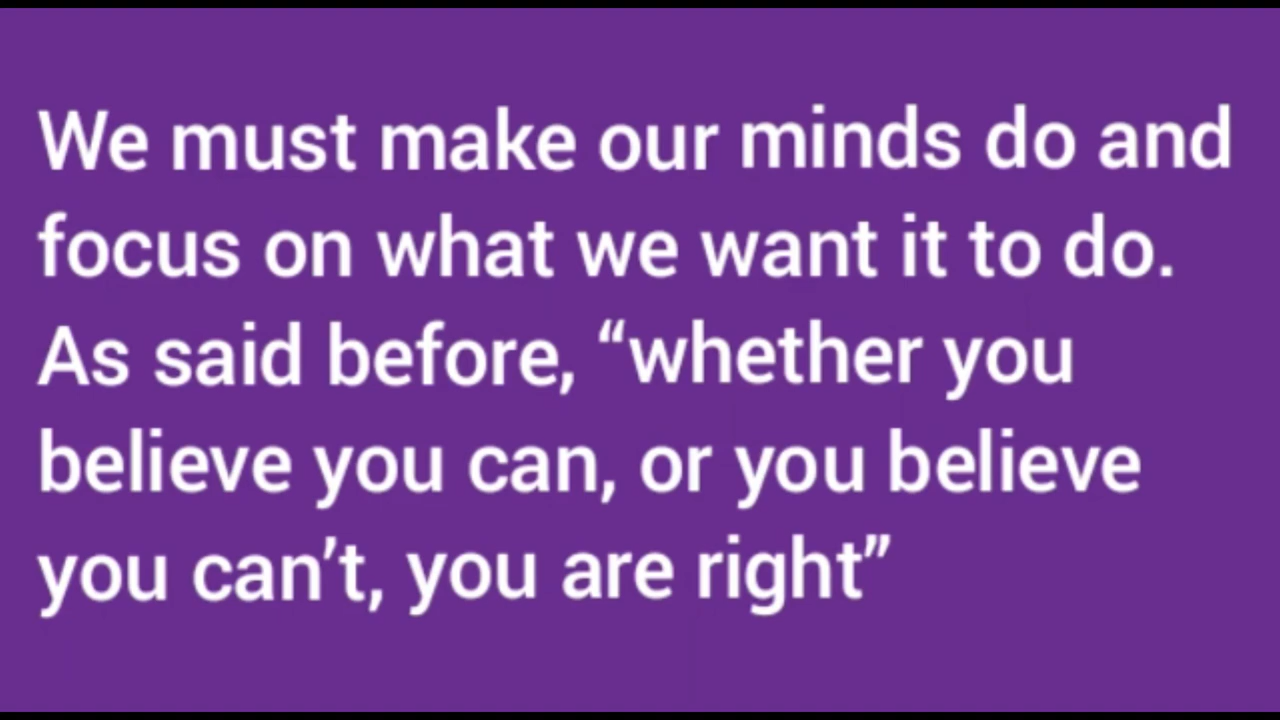 We must make our minds do and
focus on what we want it to do.
As said before, “whether you
believe you can, or you believe
you can’t, you are right”